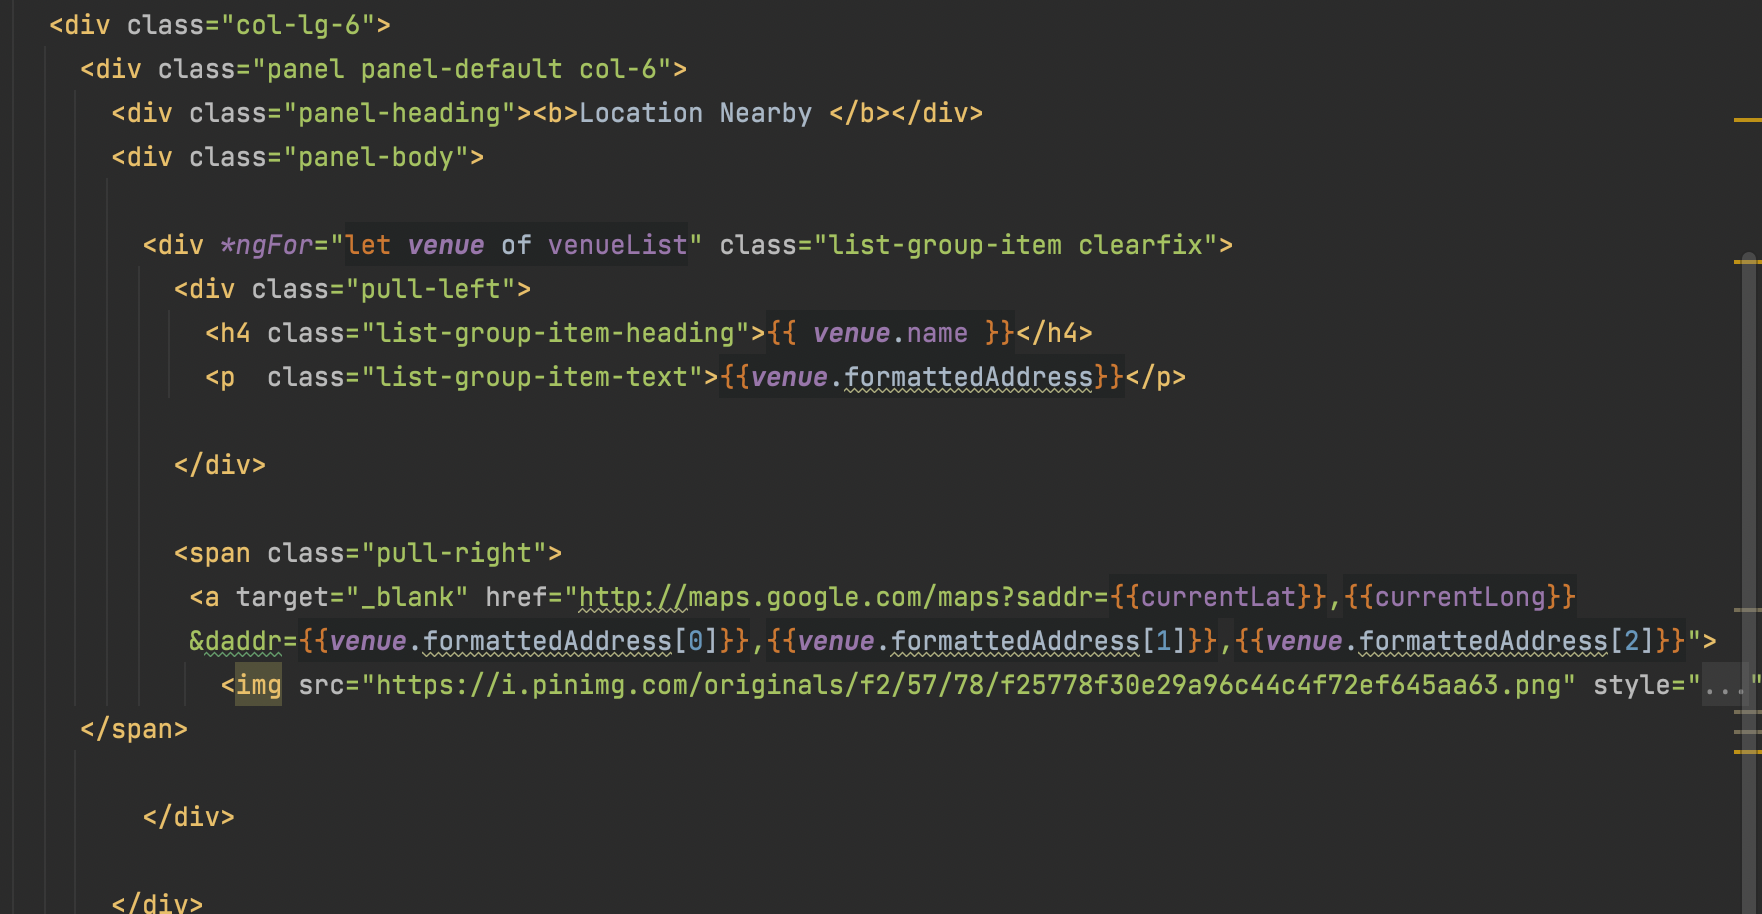 <div class="col-lg-6">
<div class="panel panel-default col-6">
<div class="panel-heading"><b>Location Nearby </b></div>
<div class="panel-body">
<div *ngFor="let venue of venueList" class="list-group-item clearfix">
<div class="pull-left">
<h4 class="list-group-item-heading">{{ venue.name }}</h4>
<p  class="list-group-item-text">{{venue.formattedAddress}}</p>
</div>
<span class="pull-right">
<a target="_blank" href="http://maps.google.com/maps?saddr={{currentLat}},{{currentLong}}
&daddr={{venue.formattedAddress[0]}},{{venue.formattedAddress[1]}},{{venue.formattedAddress[2]}}">
<img src="https://i.pinimg.com/originals/f2/57/78/f25778f30e29a96c44c4f72ef645aa63.png" style="..."
</span>
</div>
</div>